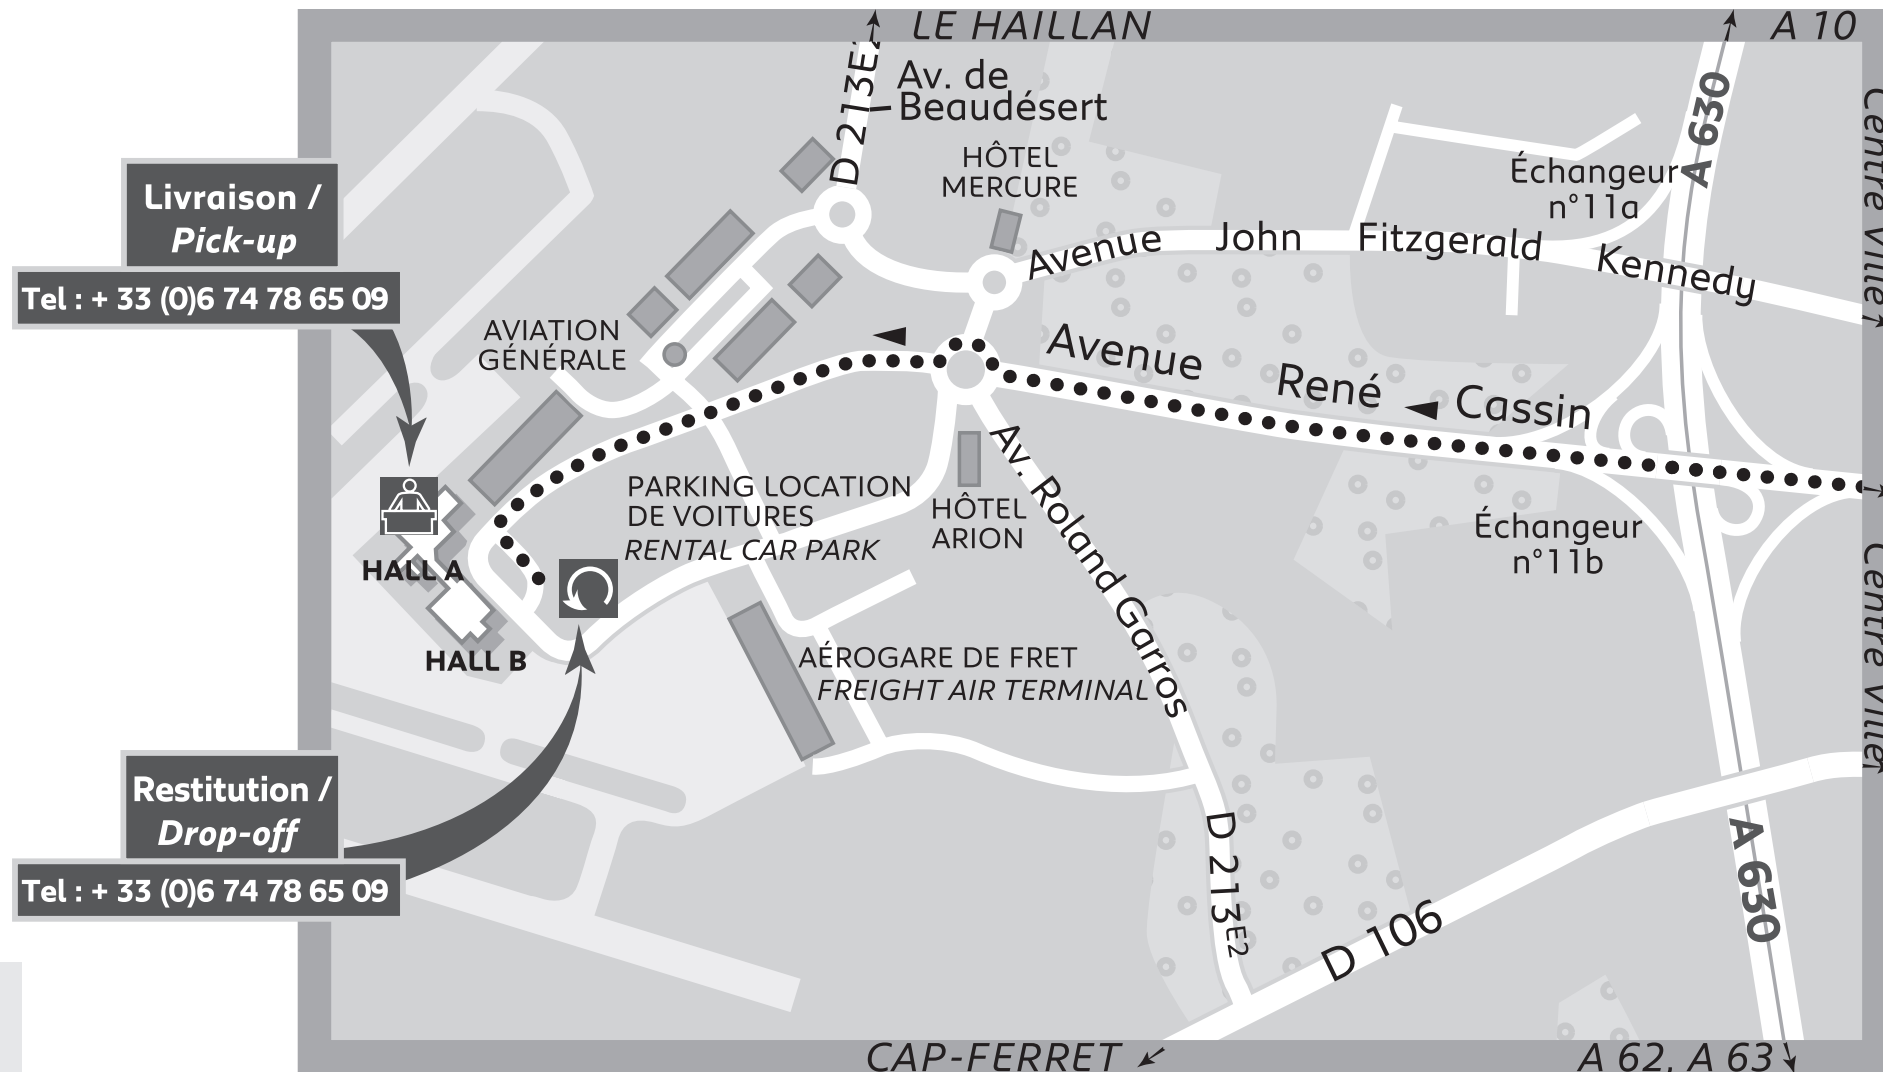 LE HAILLAN
A 10
D 213E2
Av. de
Beaudésert
A 630
Centre Ville
HÔTEL
MERCURE
Échangeur
n°11a
Livraison /
Pick-up
Tel : + 33 (0)6 74 78 65 09
Avenue John Fitzgerald Kennedy
AVIATION
GÉNÉRALE
Avenue René Cassin
PARKING LOCATION
DE VOITURES
RENTAL CAR PARK
HÔTEL
ARION
Av. Roland Garros
Échangeur
n°11b
Centre Ville
HALL A
HALL B
AÉROGARE DE FRET
FREIGHT AIR TERMINAL
Restitution /
Drop-off
Tel : + 33 (0)6 74 78 65 09
D 213E2
D 106
A 630
CAP-FERRET
A 62, A 63